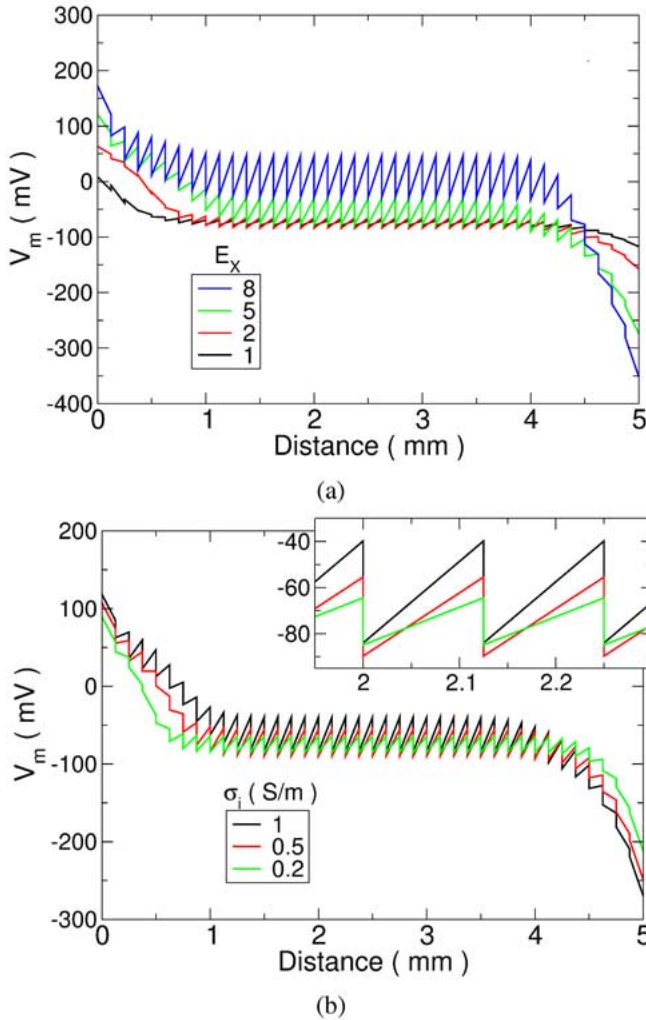 300
200
100
0
-100
-200
-300
-400
V_m ( mV )
E_X
8
5
2
1
0 1 2 3 4 5
Distance ( mm )
(a)
200
100
0
-100
-200
-300
V_m ( mV )
-40
-60
-80
2 2.1 2.2
σ_i ( S/m )
1
0.5
0.2
0 1 2 3 4 5
Distance ( mm )
(b)